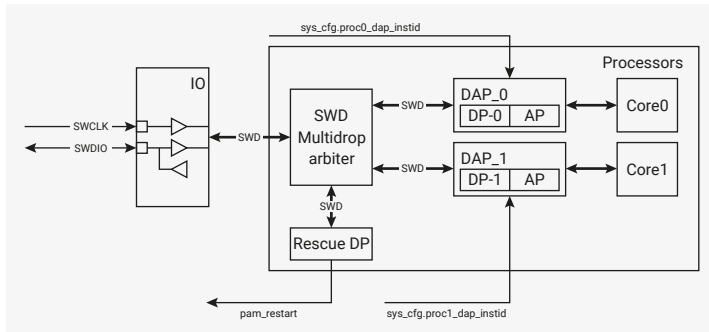 sys_cfg.proc0_dap_instid
Processors
IO
SWD
Multidrop
arbiter
DAP_0
DP-0 AP
Core0
SWCLK
SWDIO
SWD
SWD
SWD
DAP_1
DP-1 AP
Core1
SWD
Rescue DP
pam_restart
sys_cfg.proc1_dap_instid